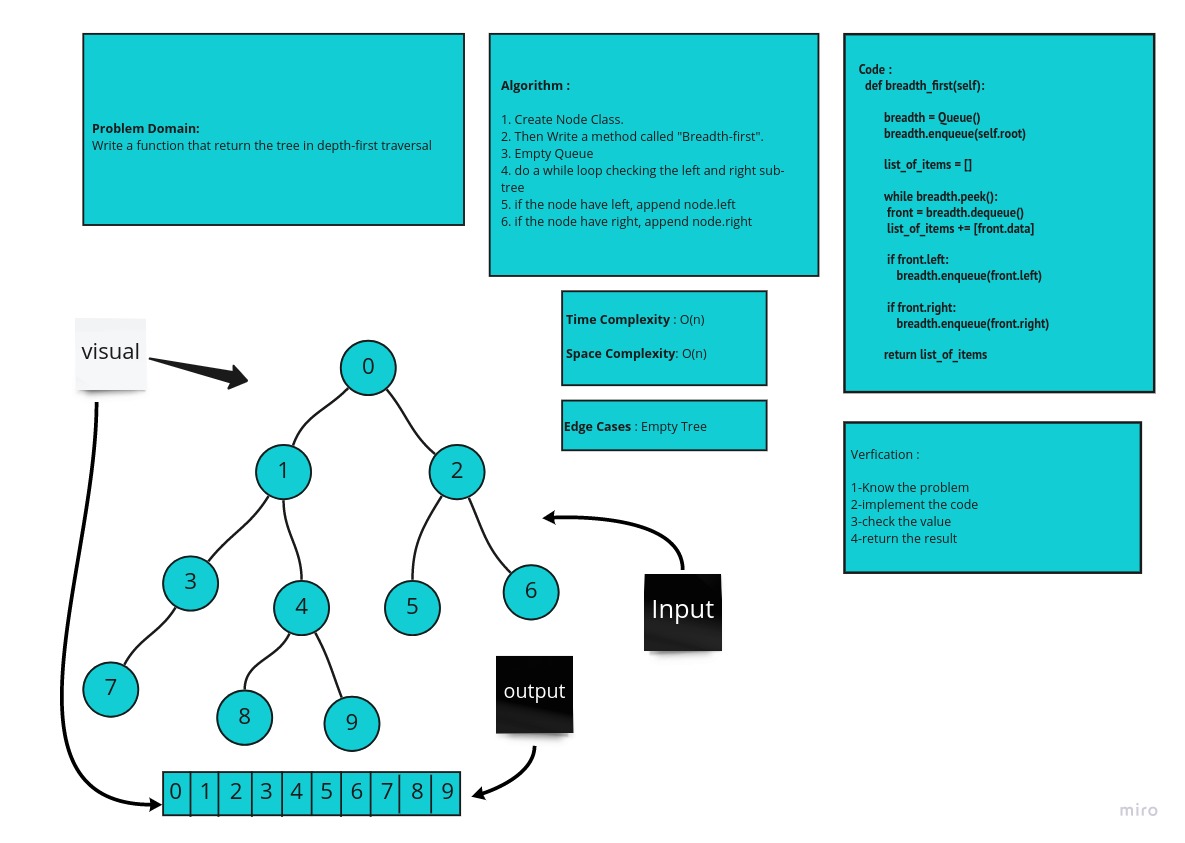 Problem Domain:
Write a function that return the tree in depth-first traversal
Algorithm :
1. Create Node Class.
2. Then Write a method called "Breadth-first".
3. Empty Queue
4. do a while loop checking the left and right sub-
tree
5. if the node have left, append node.left
6. if the node have right, append node.right
Code :
def breadth_first(self):
breadth = Queue()
breadth.enqueue(self.root)
list_of_items = []
while breadth.peek():
front = breadth.dequeue()
list_of_items += [front.data]
if front.left:
breadth.enqueue(front.left)
if front.right:
breadth.enqueue(front.right)
return list_of_items
Time Complexity : O(n)
Space Complexity: O(n)
Edge Cases : Empty Tree
Verfication :
1-Know the problem
2-implement the code
3-check the value
4-return the result
visual
0
1
2
3
4
5
6
7
8
9
Input
output
0 1 2 3 4 5 6 7 8 9
miro